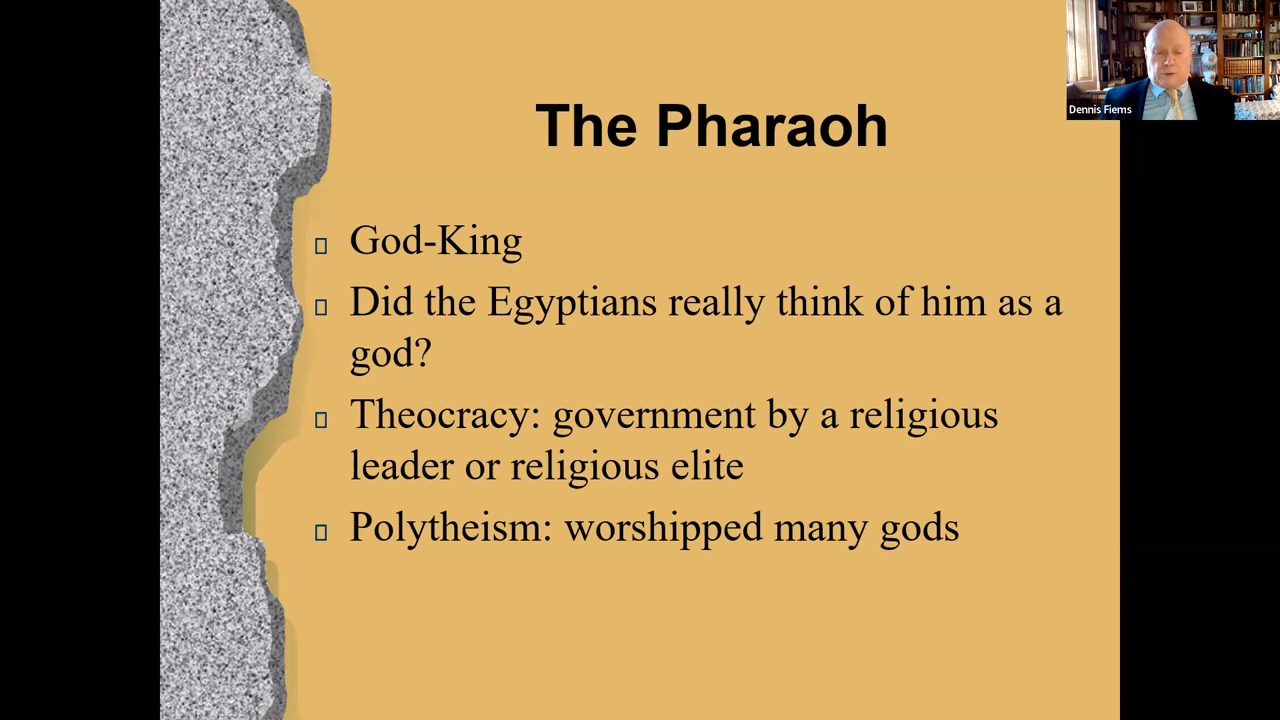 The Pharaoh
Dennis Fiems
God-King
Did the Egyptians really think of him as a
god?
Theocracy: government by a religious
leader or religious elite
Polytheism: worshipped many gods